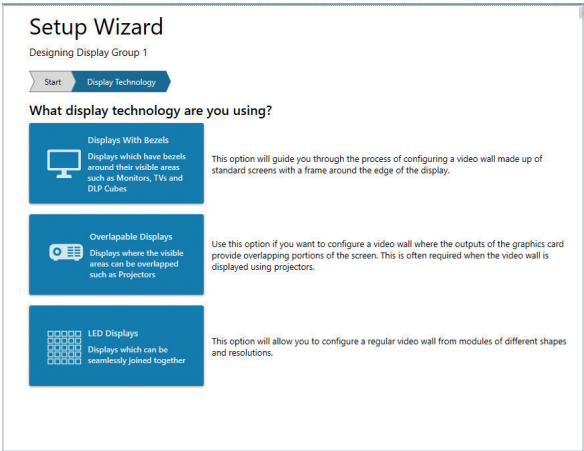 Setup Wizard
Designing Display Group 1
Start
Display Technology
What display technology are you using?
Displays With Bezels
Displays which have bezels
around their visible areas
such as Monitors, TVs and
DLP Cubes
This option will guide you through the process of configuring a video wall made up of
standard screens with a frame around the edge of the display.
Overlapable Displays
Displays where the visible
areas can be overlapped
such as Projectors
Use this option if you want to configure a video wall where the outputs of the graphics card
provide overlapping portions of the screen. This is often required when the video wall is
displayed using projectors.
LED Displays
Displays which can be
seamlessly joined together
This option will allow you to configure a regular video wall from modules of different shapes
and resolutions.